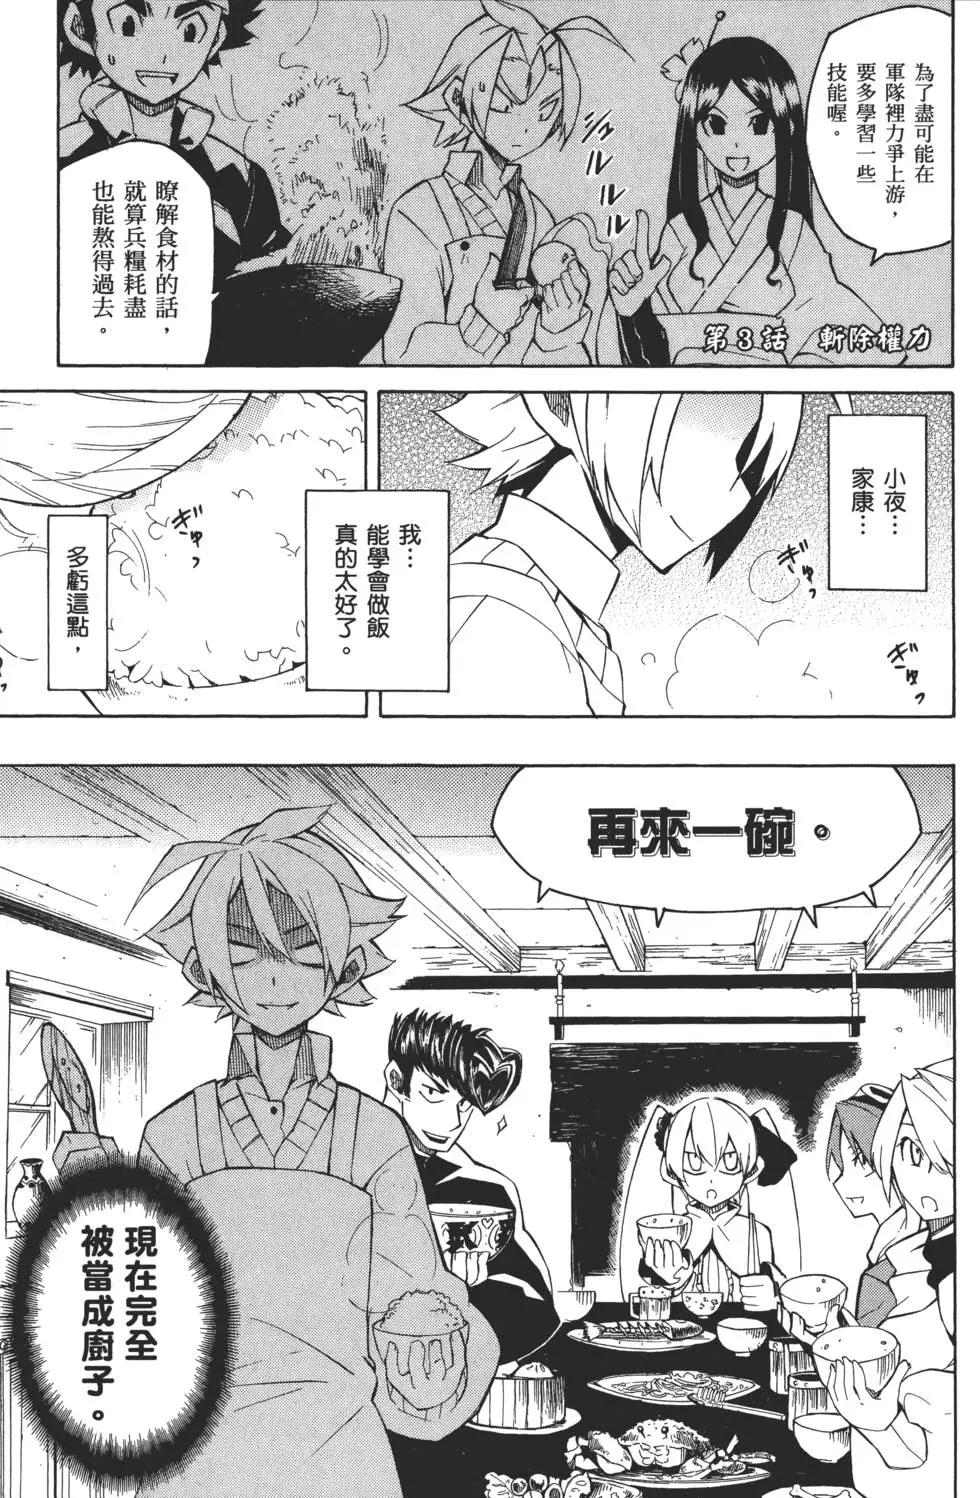 為了盡可能在
軍隊裡力爭上游，
要多學習一些
技能喔。
シュル
ルル
瞭解食材的話，
就算兵糧耗盡
也能熬得過去。
第3話　斬除權力
小夜…
家康…
ぎゅっ
ぎゅっ
我…
能學會做飯
真的太好了。
ぎゅっ
多虧這點，
再來一碗。
現在完全
被當成廚子。